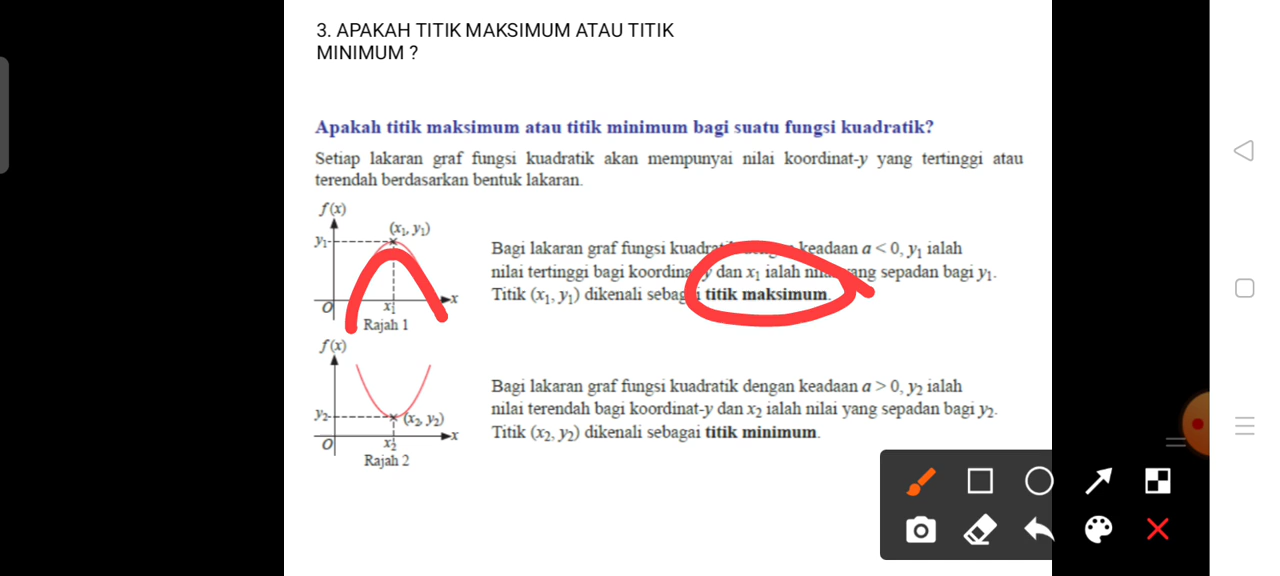 3. APAKAH TITIK MAKSIMUM ATAU TITIK
MINIMUM ?
Apakah titik maksimum atau titik minimum bagi suatu fungsi kuadratik?
Setiap lakaran graf fungsi kuadratik akan mempunyai nilai koordinat-y yang tertinggi atau
terendah berdasarkan bentuk lakaran.
f(x)
(x₁, y₁)
y₁
O
x₁
x
Rajah 1
Bagi lakaran graf fungsi keadaan a < 0, y₁ ialah
nilai tertinggi bagi y dan x₁ ialah yang sepadan bagi y₁.
Titik (x₁, y₁) dikenali titik maksimum.
f(x)
y₂
(x₂, y₂)
O
x₂
x
Rajah 2
Bagi lakaran graf fungsi kuadratik dengan keadaan a > 0, y₂ ialah
nilai terendah bagi koordinat-y dan x₂ ialah nilai yang sepadan bagi y₂.
Titik (x₂, y₂) dikenali sebagai titik minimum.